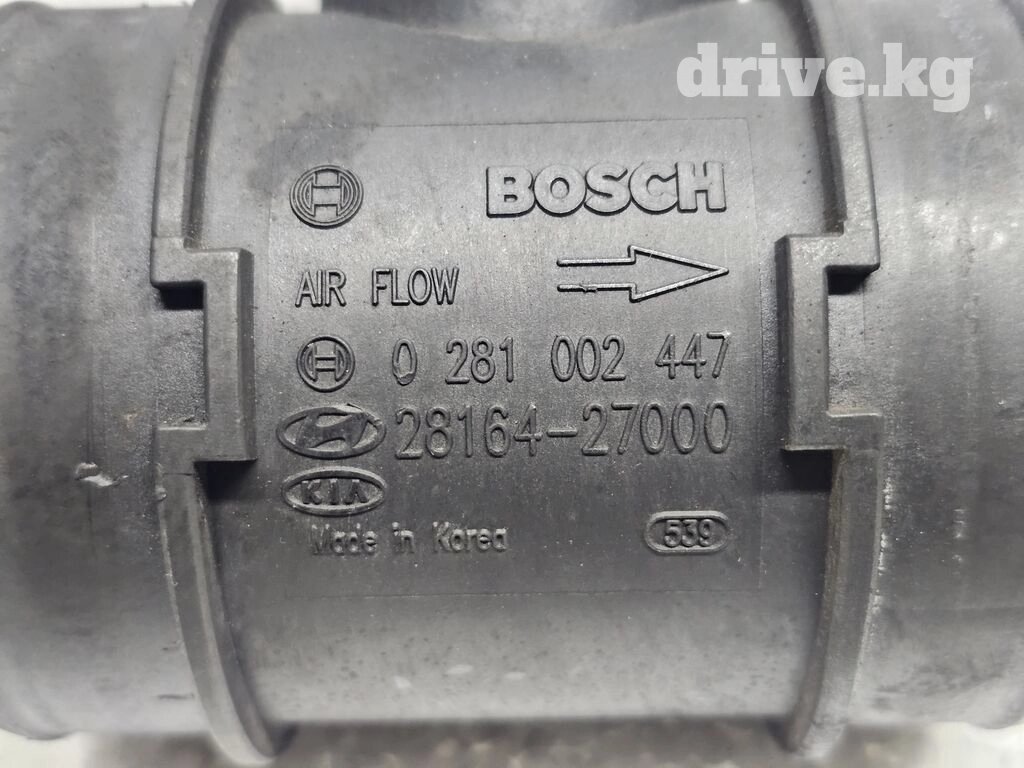 drive.kg
BOSCH
AIR FLOW
0 281 002 447
28164-27000
KIA
Made in Korea
539